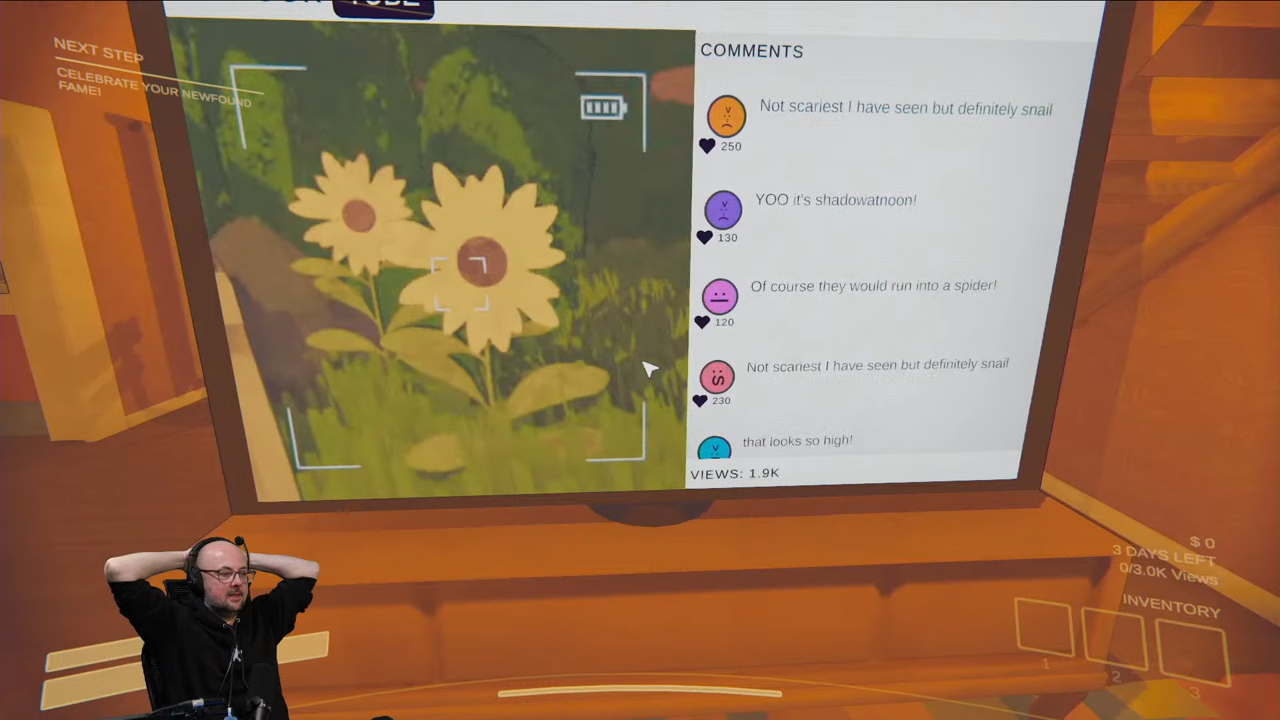 TUBE
NEXT STEP
CELEBRATE YOUR NEWFOUND
FAME!
COMMENTS
Not scariest I have seen but definitely snail
250
YOO it's shadowatnoon!
130
Of course they would run into a spider!
120
Not scariest I have seen but definitely snail
230
that looks so high!
VIEWS: 1.9K
$ 0
3 DAYS LEFT
0/3.0K Views
INVENTORY
1
2
3